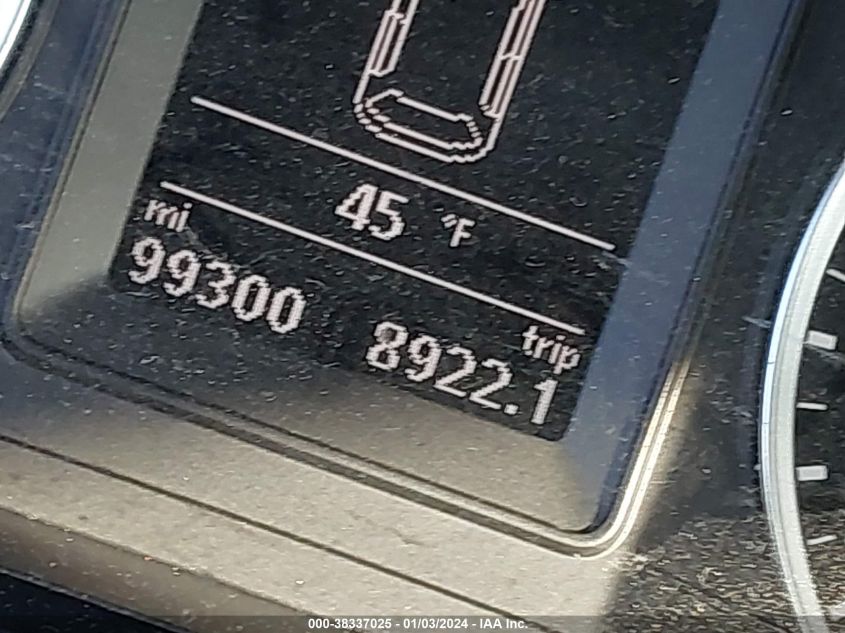 45 °F
mi
99300
trip
8922.1
000-38337025 - 01/03/2024 - IAA Inc.